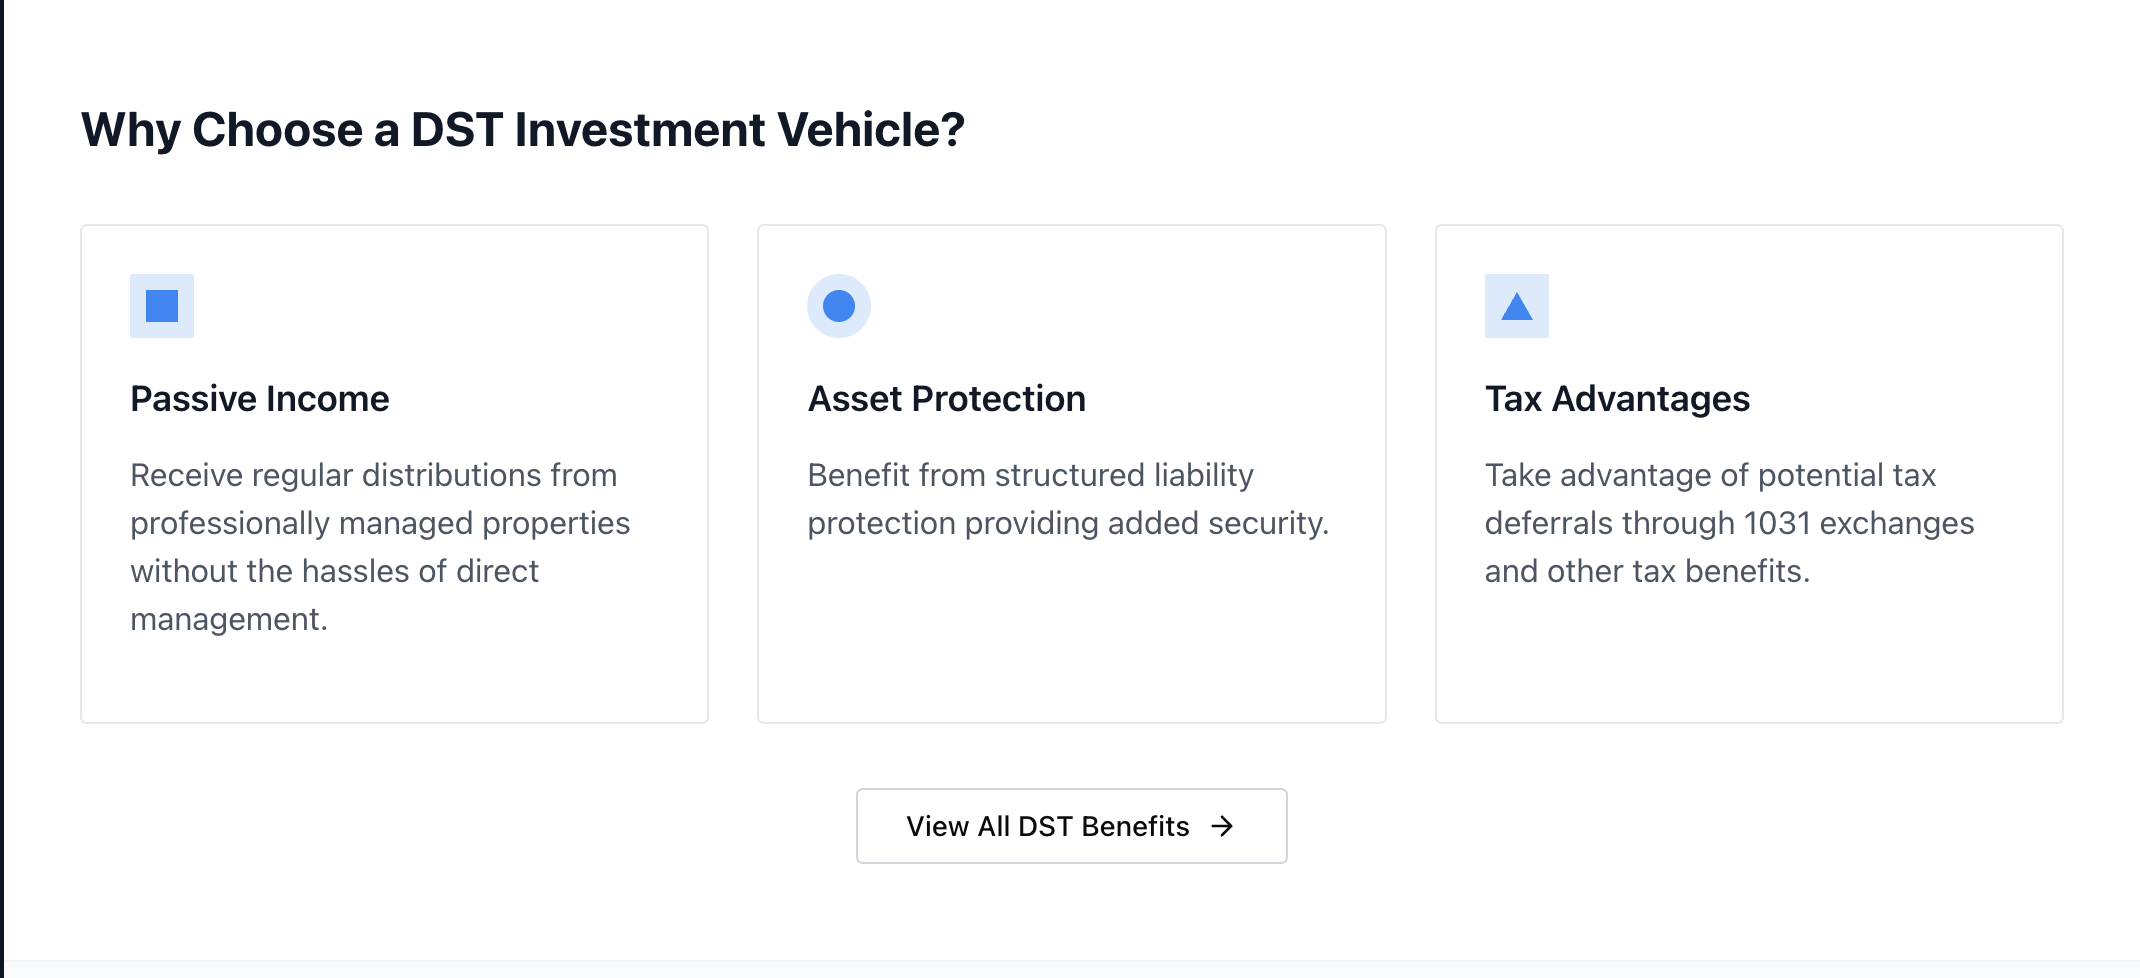 Why Choose a DST Investment Vehicle?
Passive Income
Receive regular distributions from
professionally managed properties
without the hassles of direct
management.
Asset Protection
Benefit from structured liability
protection providing added security.
Tax Advantages
Take advantage of potential tax
deferrals through 1031 exchanges
and other tax benefits.
View All DST Benefits →